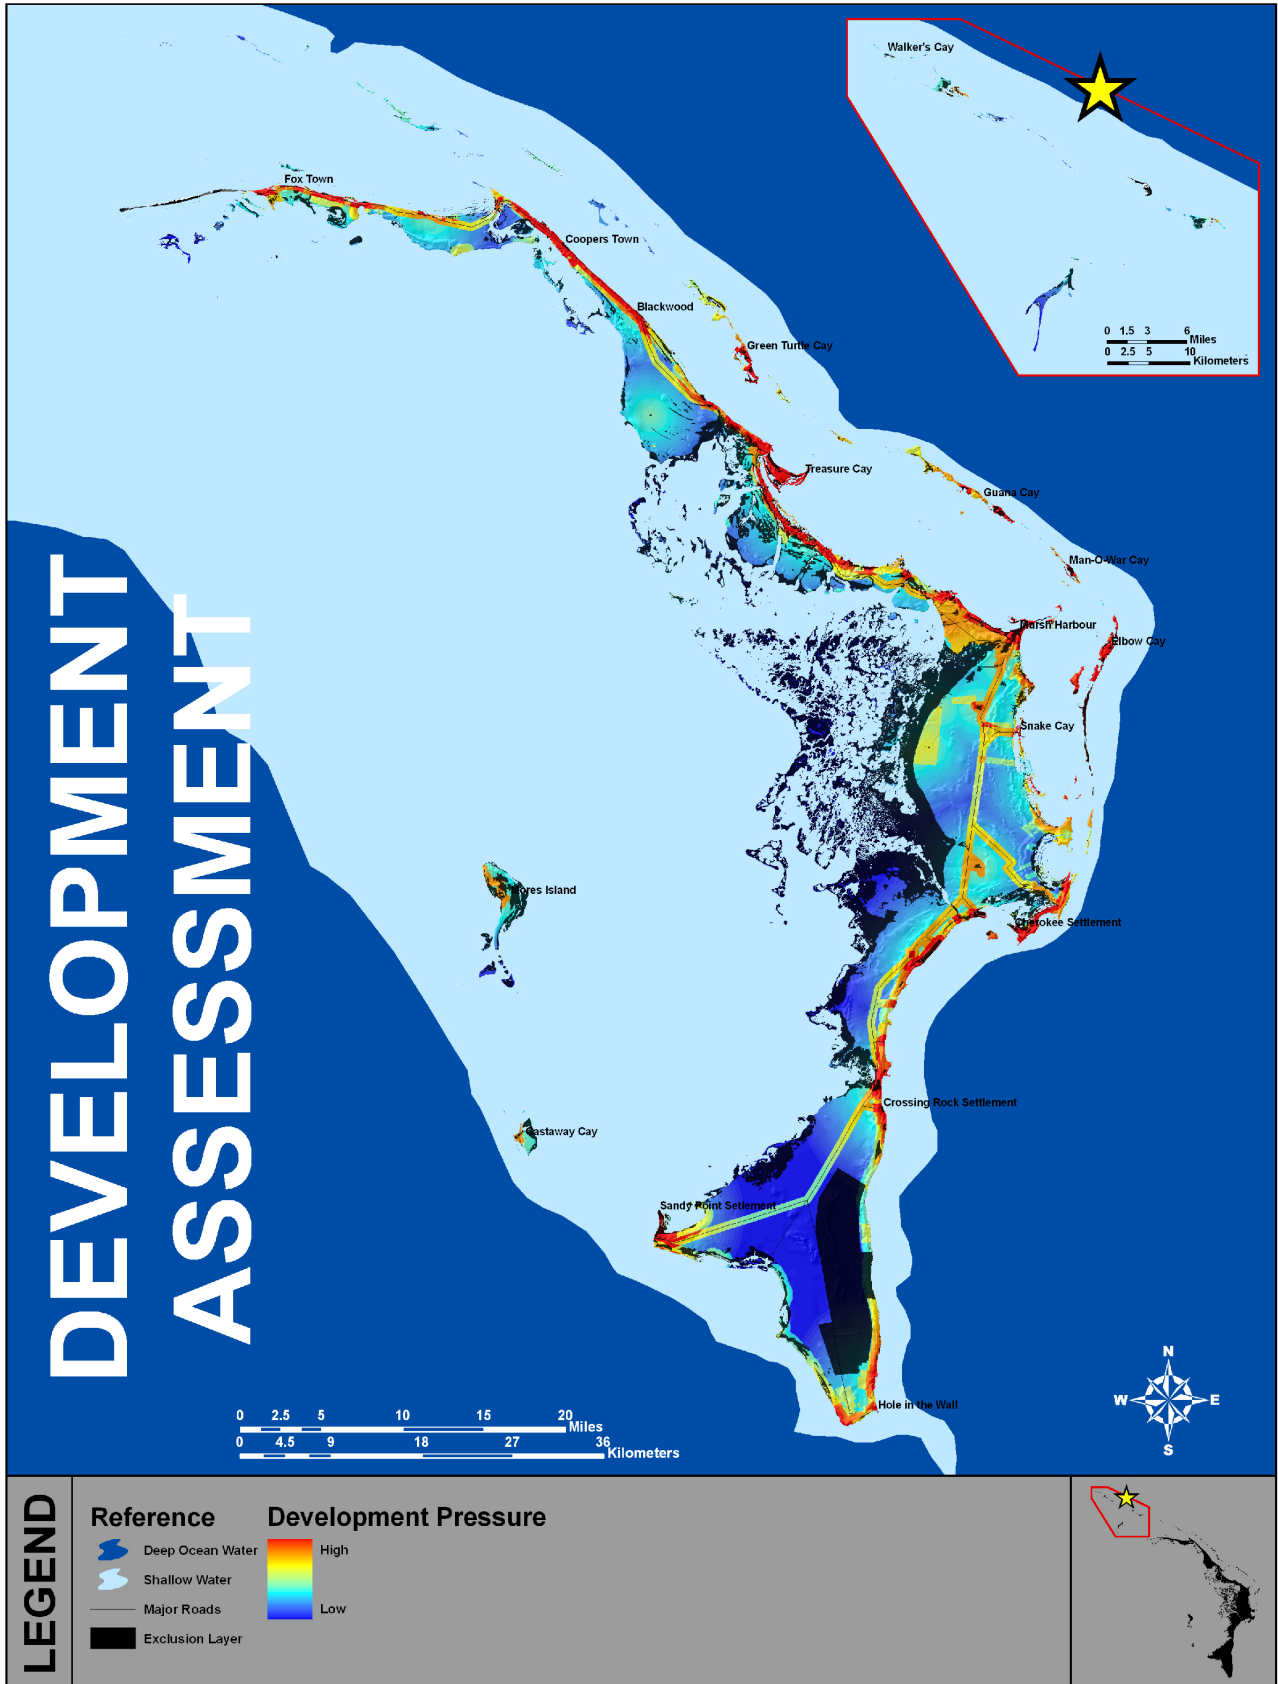 Walker's Cay
0 1.5 3 6
Miles
0 2.5 5 10
Kilometers
Fox Town
Coopers Town
Blackwood
Green Turtle Cay
Treasure Cay
Guana Cay
Man-O-War Cay
Marsh Harbour
Elbow Cay
Snake Cay
Mores Island
Cherokee Settlement
Crossing Rock Settlement
Castaway Cay
Sandy Point Setlement
Hole in the Wall
DEVELOPMENT
ASSESSMENT
0 2.5 5 10 15 20
Miles
0 4.5 9 18 27 36
Kilometers
N
W E
S
LEGEND
Reference
Deep Ocean Water
Shallow Water
Major Roads
Exclusion Layer
Development Pressure
High
Low